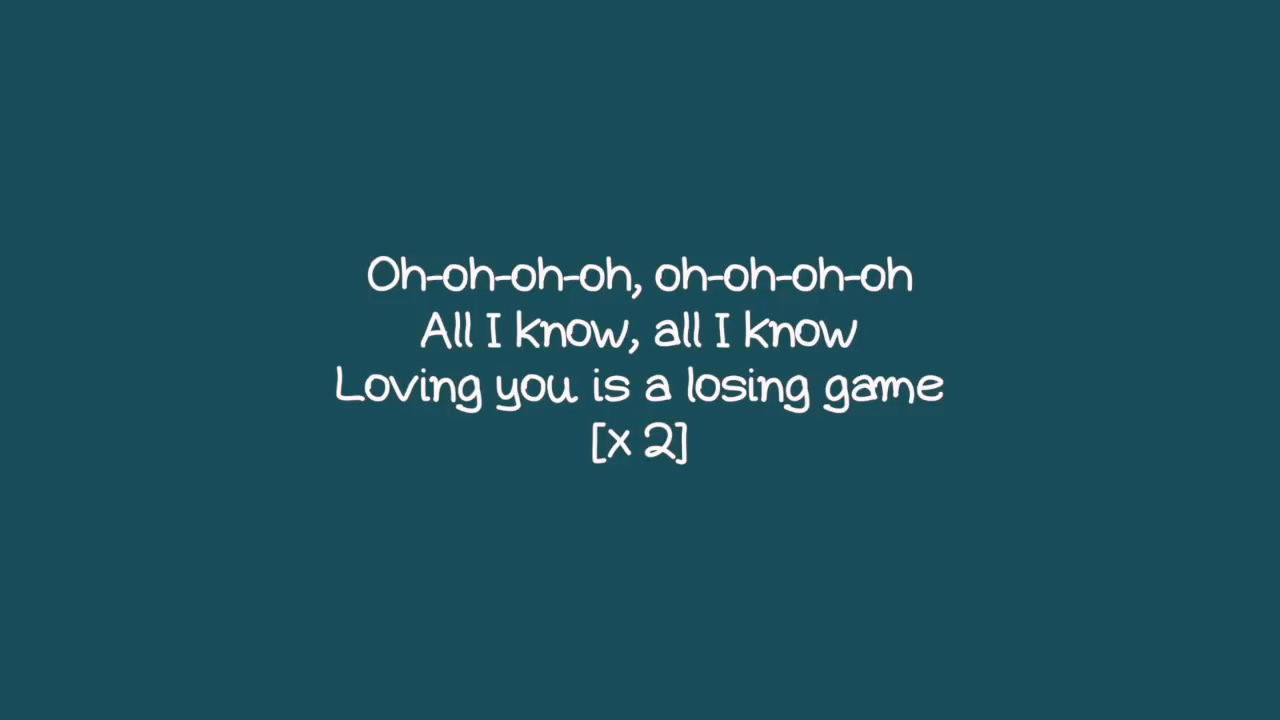 Oh-oh-oh-oh, oh-oh-oh-oh
All I know, all I know
Loving you is a losing game
[x 2]